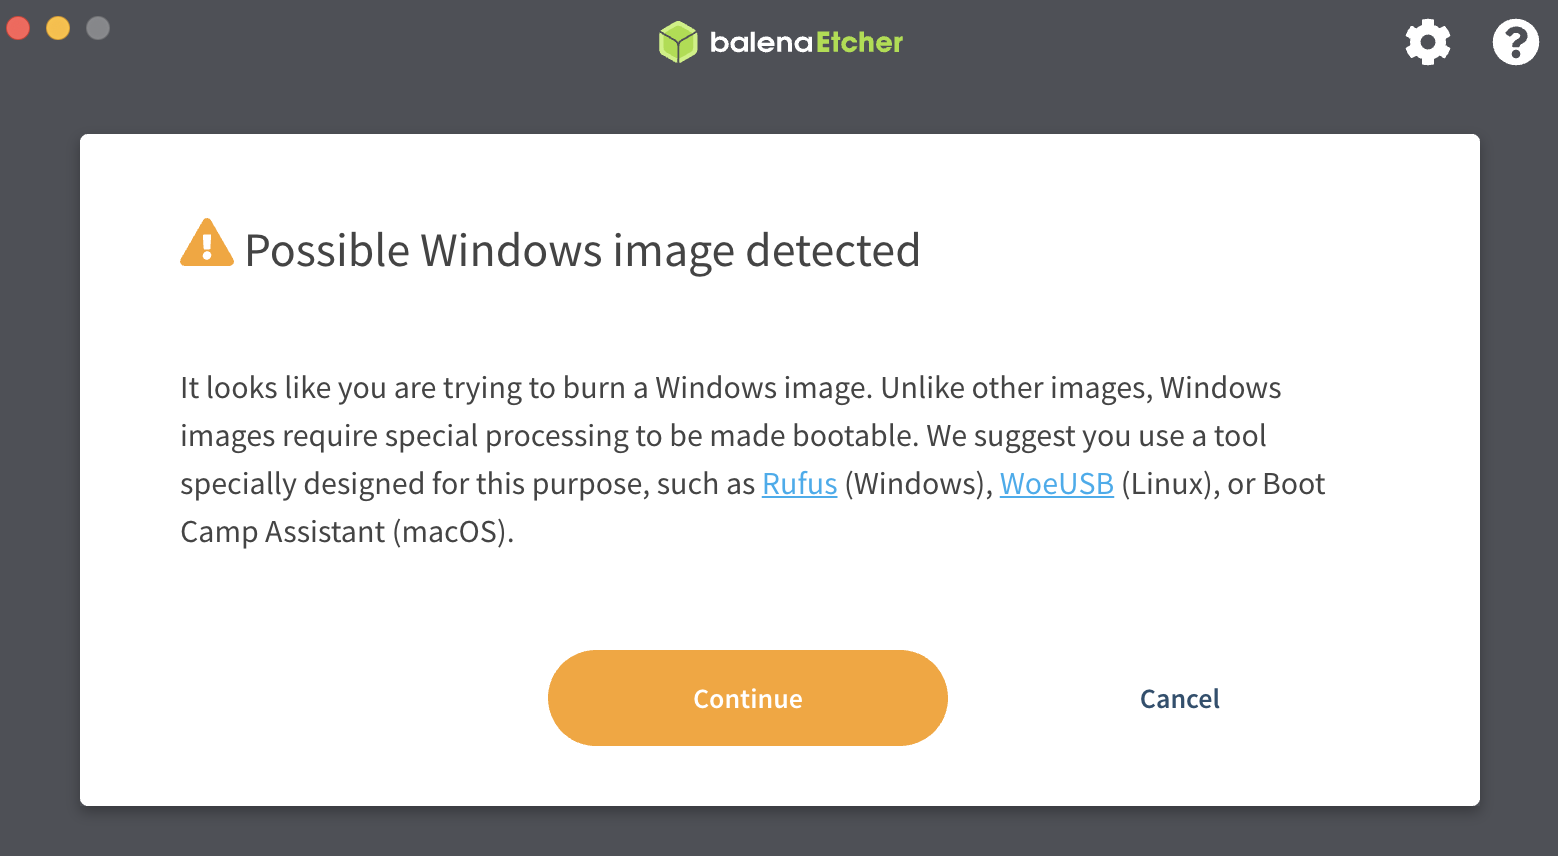 balenaEtcher
Possible Windows image detected
It looks like you are trying to burn a Windows image. Unlike other images, Windows
images require special processing to be made bootable. We suggest you use a tool
specially designed for this purpose, such as Rufus (Windows), WoeUSB (Linux), or Boot
Camp Assistant (macOS).
Continue
Cancel